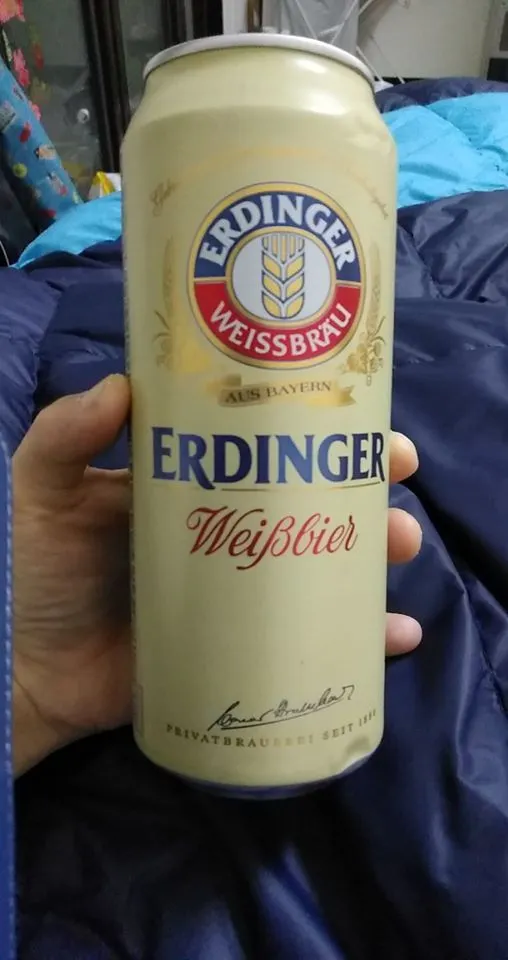 ERDINGER
WEISSBRÄU
AUS BAYERN
ERDINGER
Weißbier
PRIVATBRAUEREI SEIT 1886